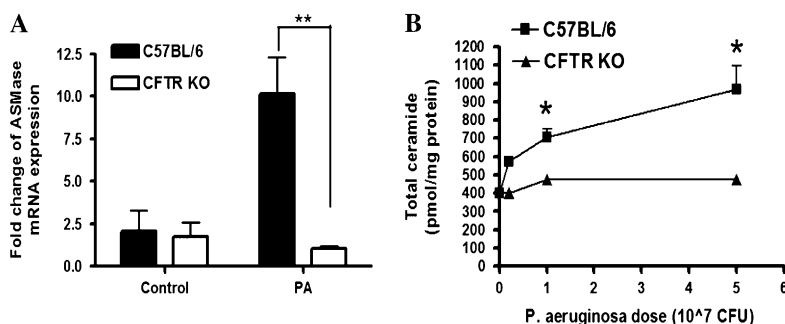 A
C57BL/6
CFTR KO
**
Fold change of ASMase
mRNA expression
12.5
10.0
7.5
5.0
2.5
0.0
Control
PA
B
C57BL/6
CFTR KO
*
*
Total ceramide
(pmol/mg protein)
1200
1100
1000
900
800
700
600
500
400
300
200
100
0
0
1
2
3
4
5
6
P. aeruginosa dose (10^7 CFU)